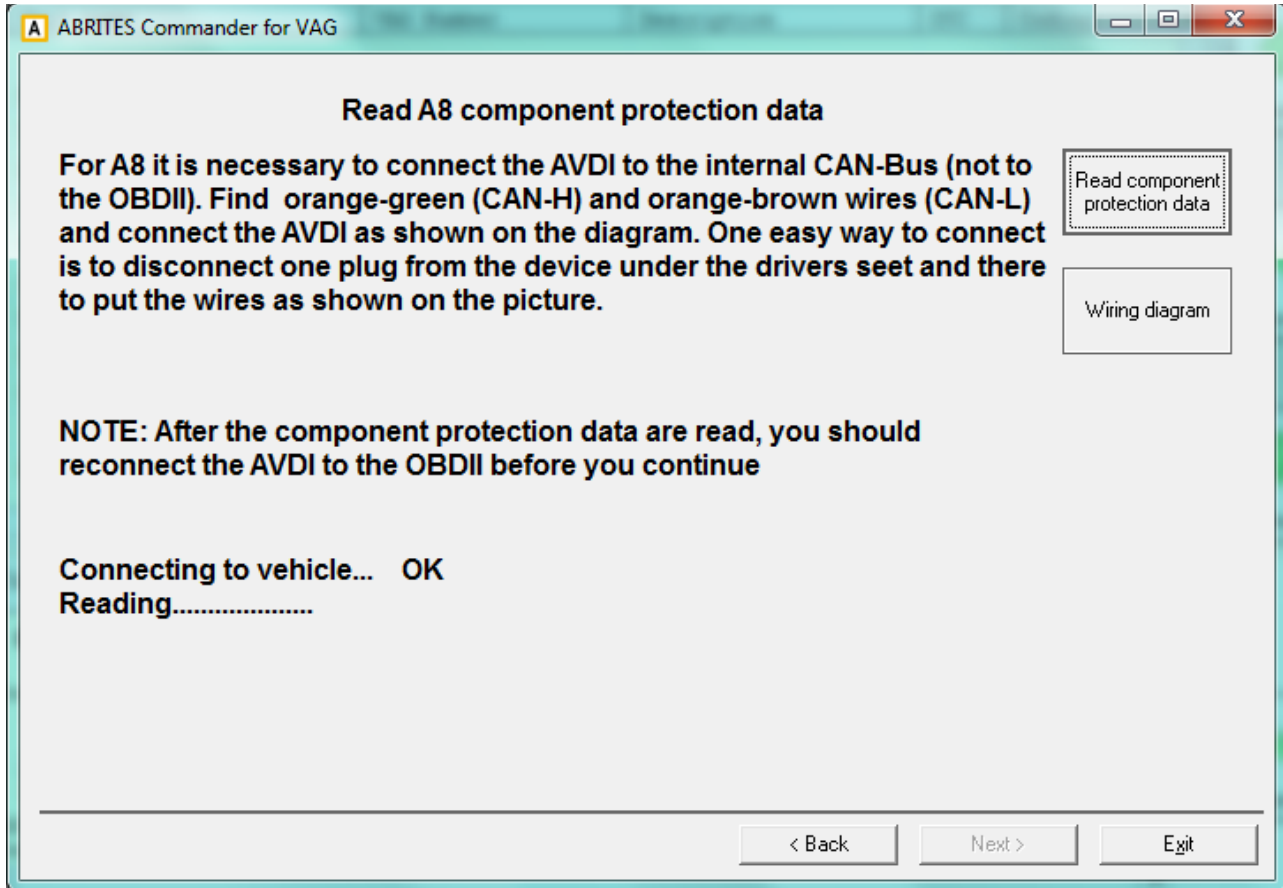 A ABRITES Commander for VAG
Read A8 component protection data
For A8 it is necessary to connect the AVDI to the internal CAN-Bus (not to
the OBDII). Find  orange-green (CAN-H) and orange-brown wires (CAN-L)
and connect the AVDI as shown on the diagram. One easy way to connect
is to disconnect one plug from the device under the drivers seet and there
to put the wires as shown on the picture.
Read component
protection data
Wiring diagram
NOTE: After the component protection data are read, you should
reconnect the AVDI to the OBDII before you continue
Connecting to vehicle...   OK
Reading....................
< Back
Next >
Exit